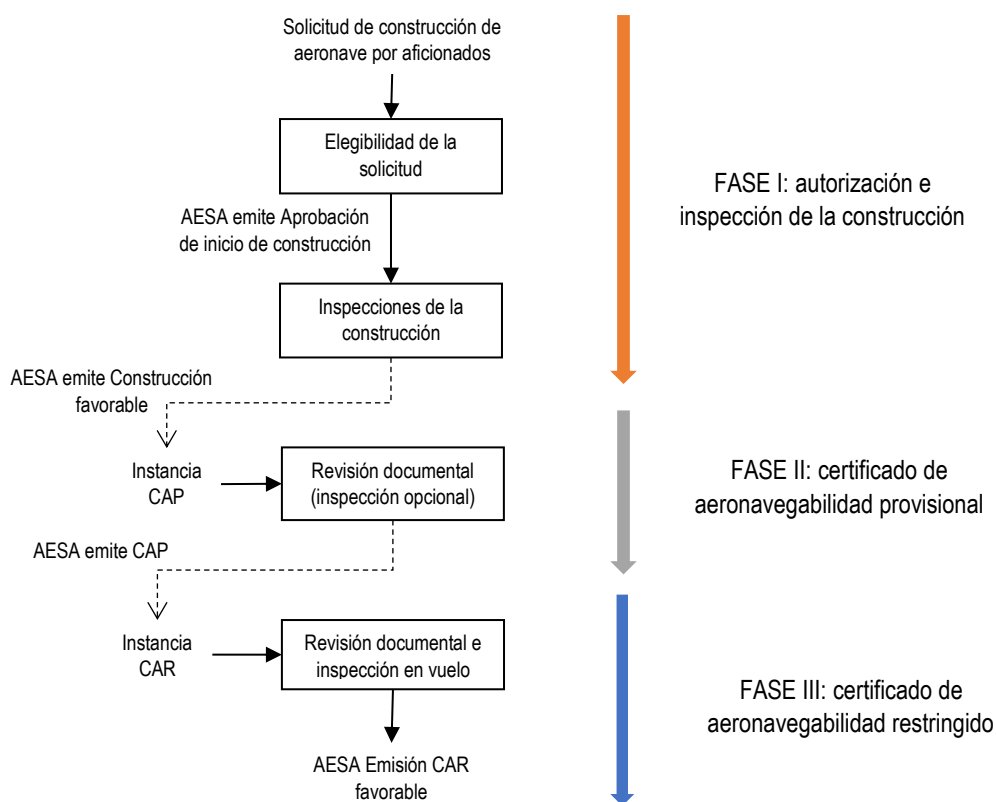 Solicitud de construcción de
aeronave por aficionados
Elegibilidad de la
solicitud
FASE I: autorización e
inspección de la construcción
AESA emite Aprobación
de inicio de construcción
Inspecciones de la
construcción
AESA emite Construcción
favorable
Instancia
CAP
Revisión documental
(inspección opcional)
FASE II: certificado de
aeronavegabilidad provisional
AESA emite CAP
Instancia
CAR
Revisión documental e
inspección en vuelo
FASE III: certificado de
aeronavegabilidad restringido
AESA Emisión CAR
favorable